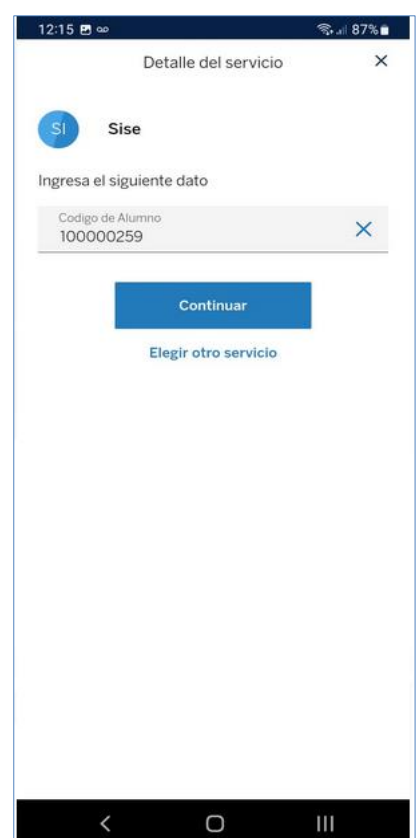 12:15
87%
Detalle del servicio
SI
Sise
Ingresa el siguiente dato
Codigo de Alumno
100000259
Continuar
Elegir otro servicio